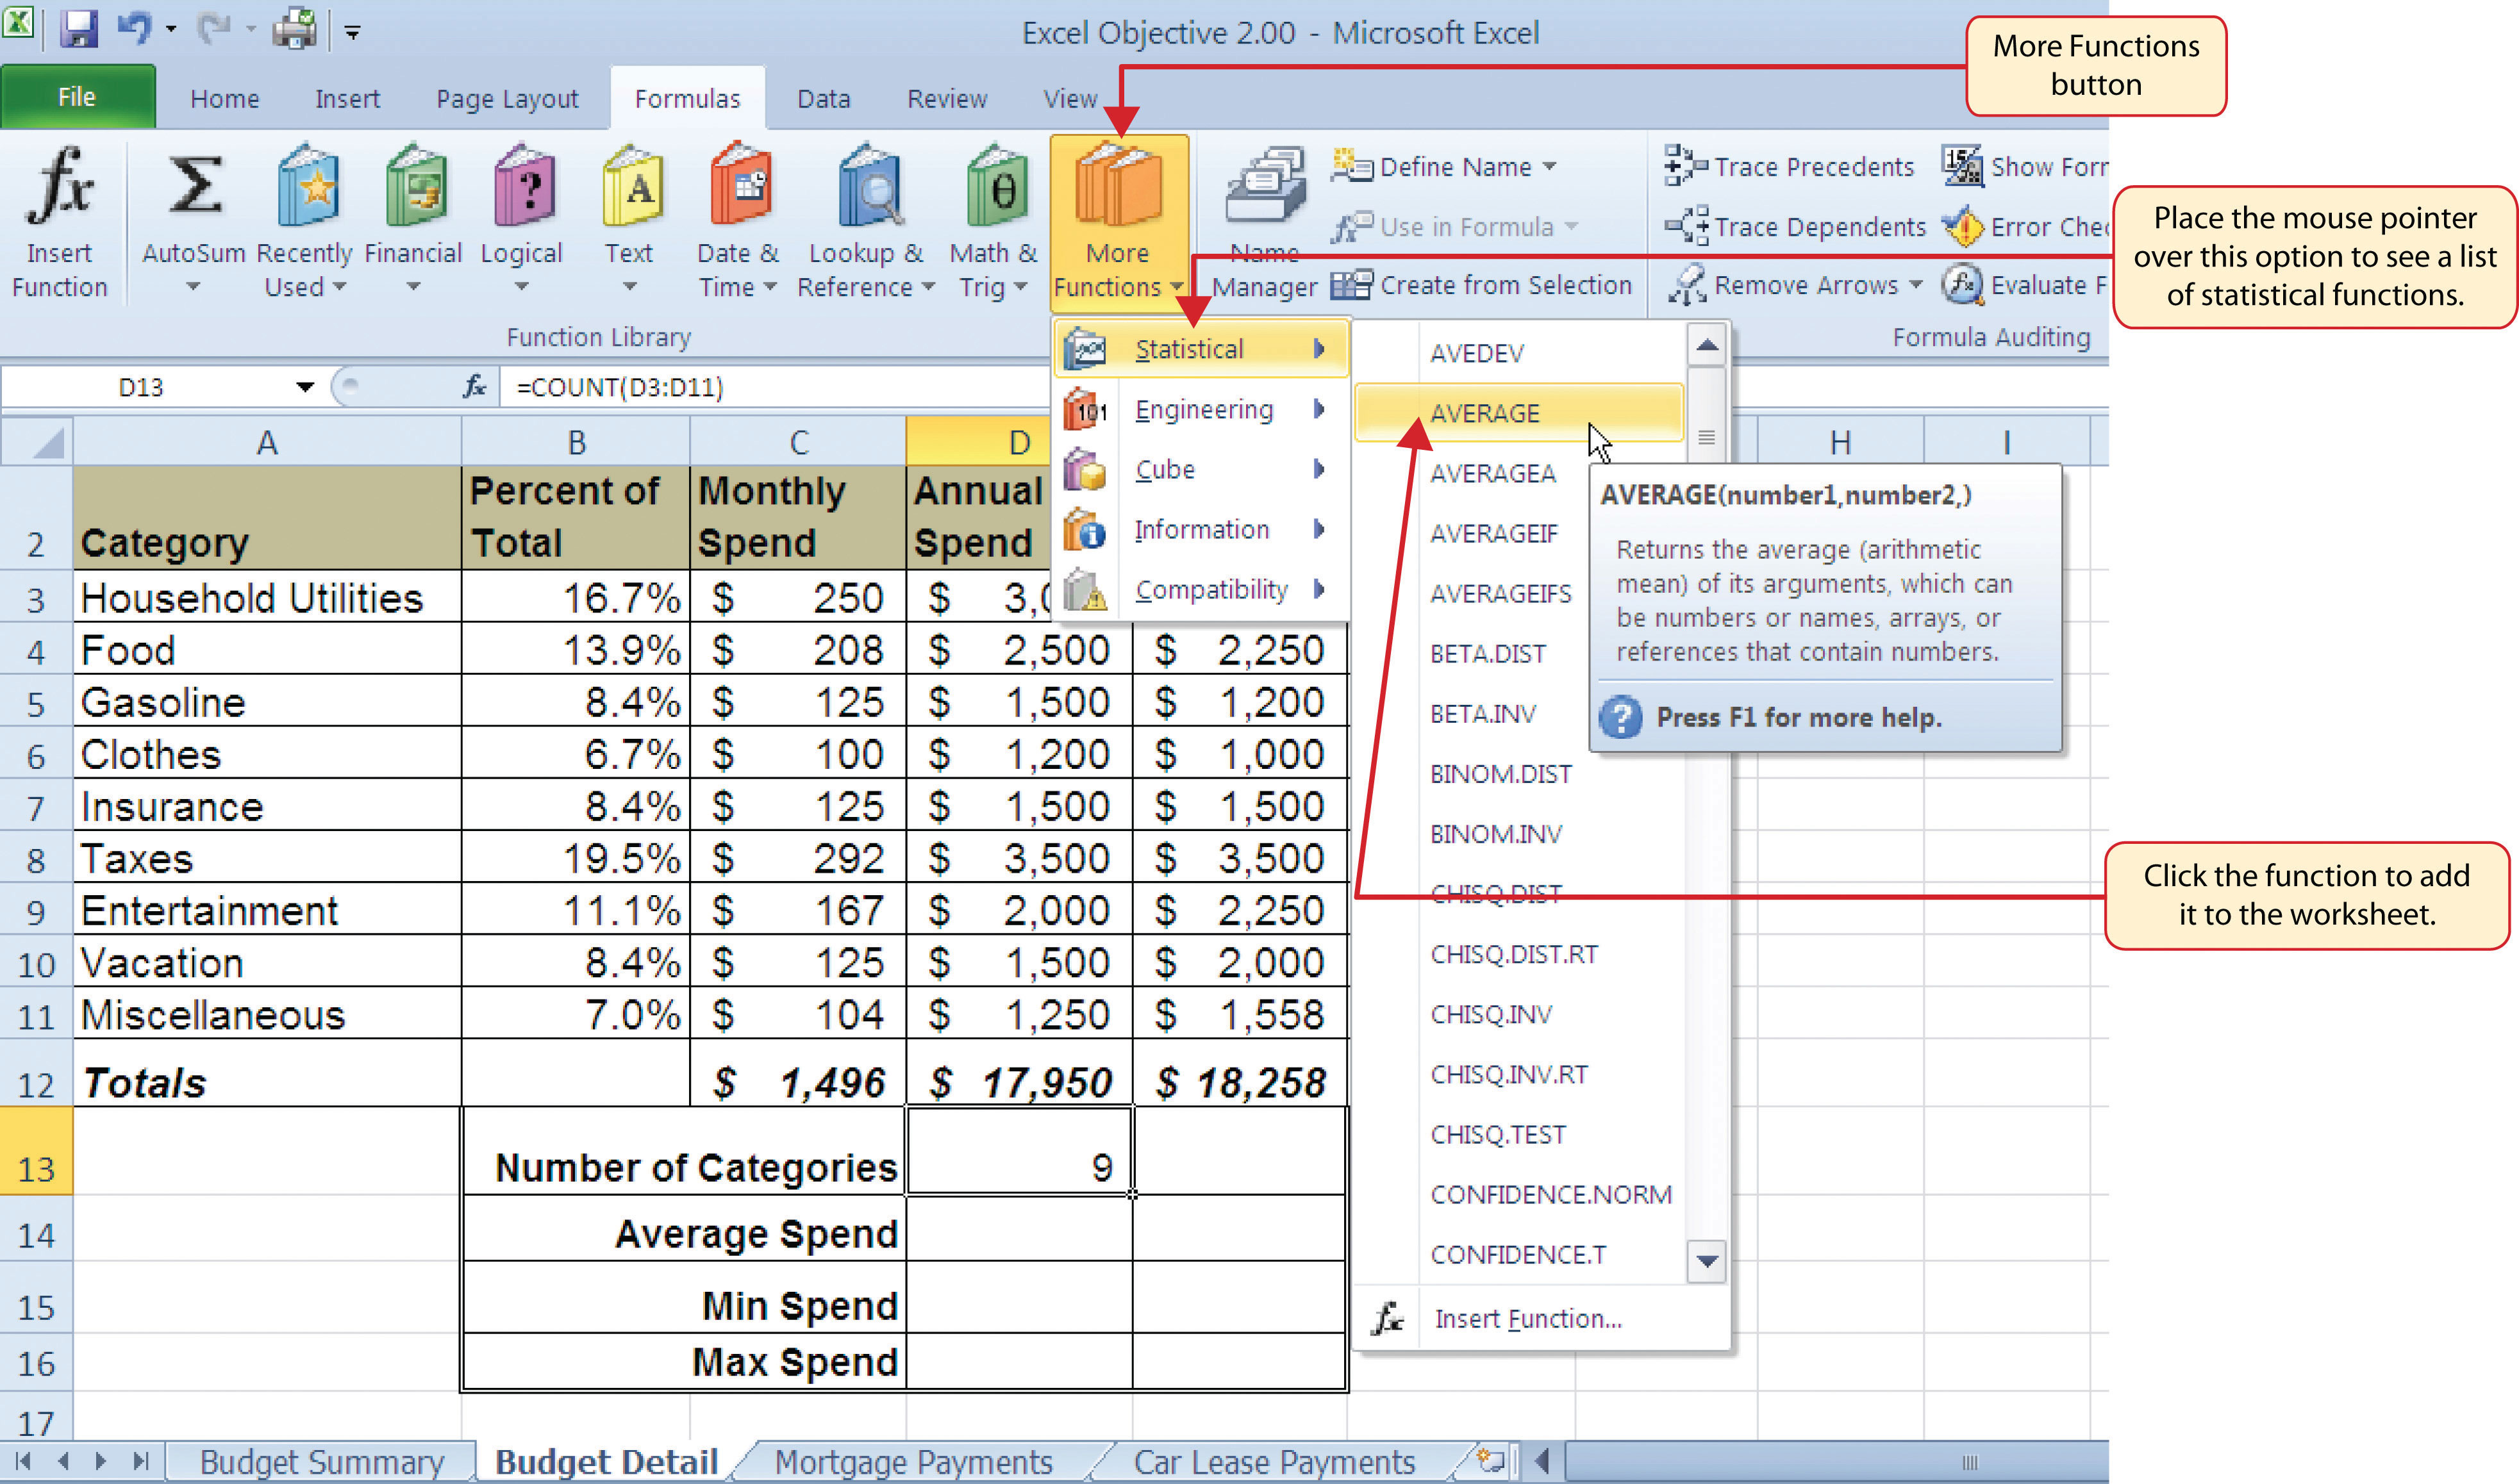 Excel Objective 2.00 - Microsoft Excel
More Functions
button
File Home Insert Page Layout Formulas Data Review View
Insert
Function
AutoSum
Recently
Used
Financial
Logical
Text
Date &
Time
Lookup &
Reference
Math &
Trig
More
Functions
Function Library
Name
Manager
Define Name
Use in Formula
Create from Selection
Trace Precedents
Trace Dependents
Remove Arrows
Show For
Error Che
Evaluate F
Formula Auditing
Place the mouse pointer
over this option to see a list
of statistical functions.
D13 fx =COUNT(D3:D11)
Statistical
Engineering
Cube
Information
Compatibility
AVEDEV
AVERAGE
AVERAGEA
AVERAGEIF
AVERAGEIFS
BETA.DIST
BETA.INV
BINOM.DIST
BINOM.INV
CHISQ.DIST
CHISQ.DIST.RT
CHISQ.INV
CHISQ.INV.RT
CHISQ.TEST
CONFIDENCE.NORM
CONFIDENCE.T
Insert Function...
AVERAGE(number1,number2,)
Returns the average (arithmetic
mean) of its arguments, which can
be numbers or names, arrays, or
references that contain numbers.
Press F1 for more help.
Click the function to add
it to the worksheet.
A B C D H I
2 Category Percent of Total Monthly Spend Annual Spend
3 Household Utilities 16.7% $ 250 $ 3,0
4 Food 13.9% $ 208 $ 2,500 $ 2,250
5 Gasoline 8.4% $ 125 $ 1,500 $ 1,200
6 Clothes 6.7% $ 100 $ 1,200 $ 1,000
7 Insurance 8.4% $ 125 $ 1,500 $ 1,500
8 Taxes 19.5% $ 292 $ 3,500 $ 3,500
9 Entertainment 11.1% $ 167 $ 2,000 $ 2,250
10 Vacation 8.4% $ 125 $ 1,500 $ 2,000
11 Miscellaneous 7.0% $ 104 $ 1,250 $ 1,558
12 Totals $ 1,496 $ 17,950 $ 18,258
13 Number of Categories 9
14 Average Spend
15 Min Spend
16 Max Spend
17
Budget Summary Budget Detail Mortgage Payments Car Lease Payments